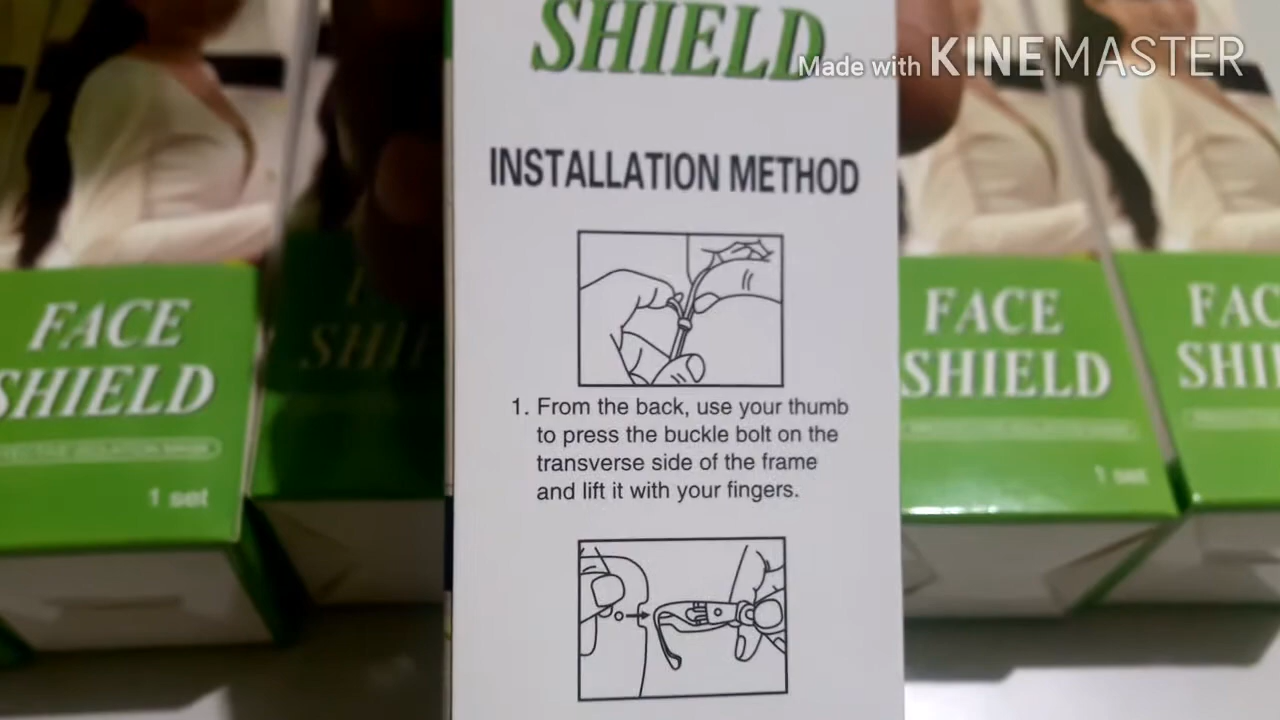 SHIELD
Made with KINEMASTER
INSTALLATION METHOD
1. From the back, use your thumb
to press the buckle bolt on the
transverse side of the frame
and lift it with your fingers.
FACE
SHIELD
1 set
SHI
FACE
SHIELD
1 set
FAC
SHI